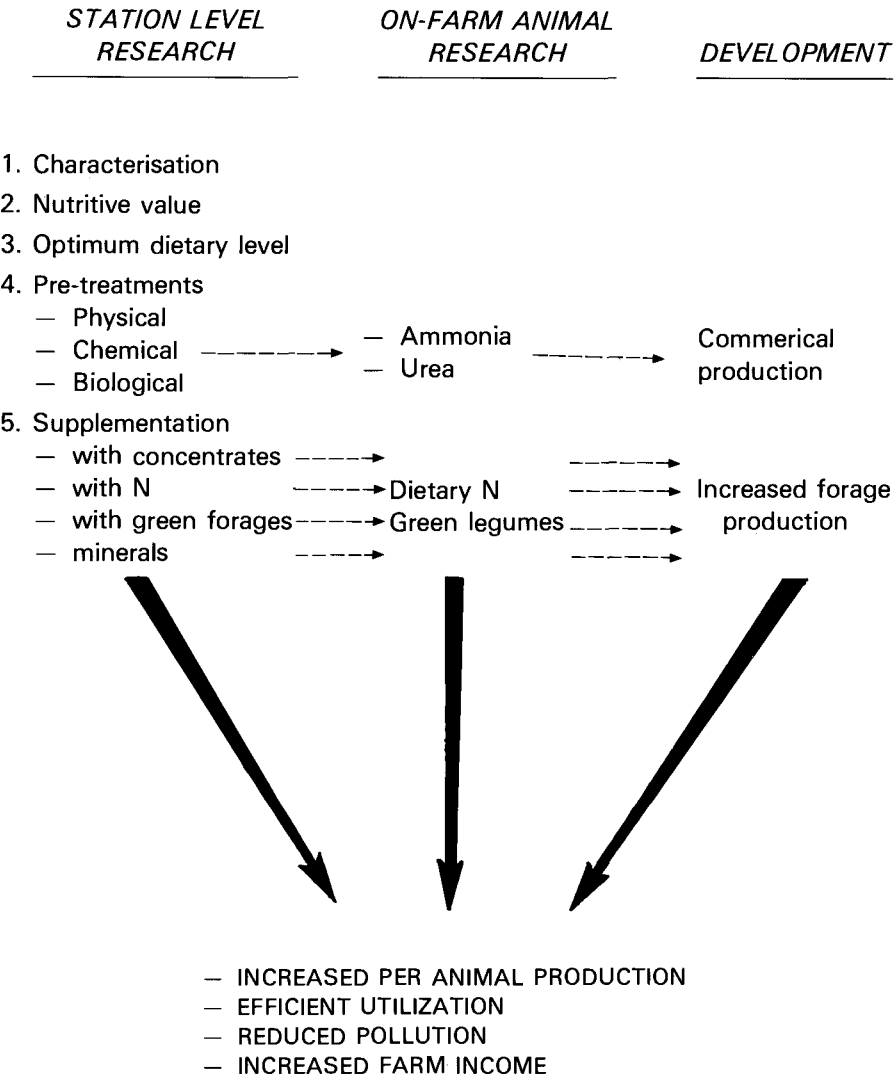 STATION LEVEL RESEARCH
ON-FARM ANIMAL RESEARCH
DEVELOPMENT
1. Characterisation
2. Nutritive value
3. Optimum dietary level
4. Pre-treatments
— Physical
— Chemical
— Biological
— Ammonia
— Urea
Commerical
production
5. Supplementation
— with concentrates
— with N
— with green forages
— minerals
Dietary N
Green legumes
Increased forage
production
— INCREASED PER ANIMAL PRODUCTION
— EFFICIENT UTILIZATION
— REDUCED POLLUTION
— INCREASED FARM INCOME